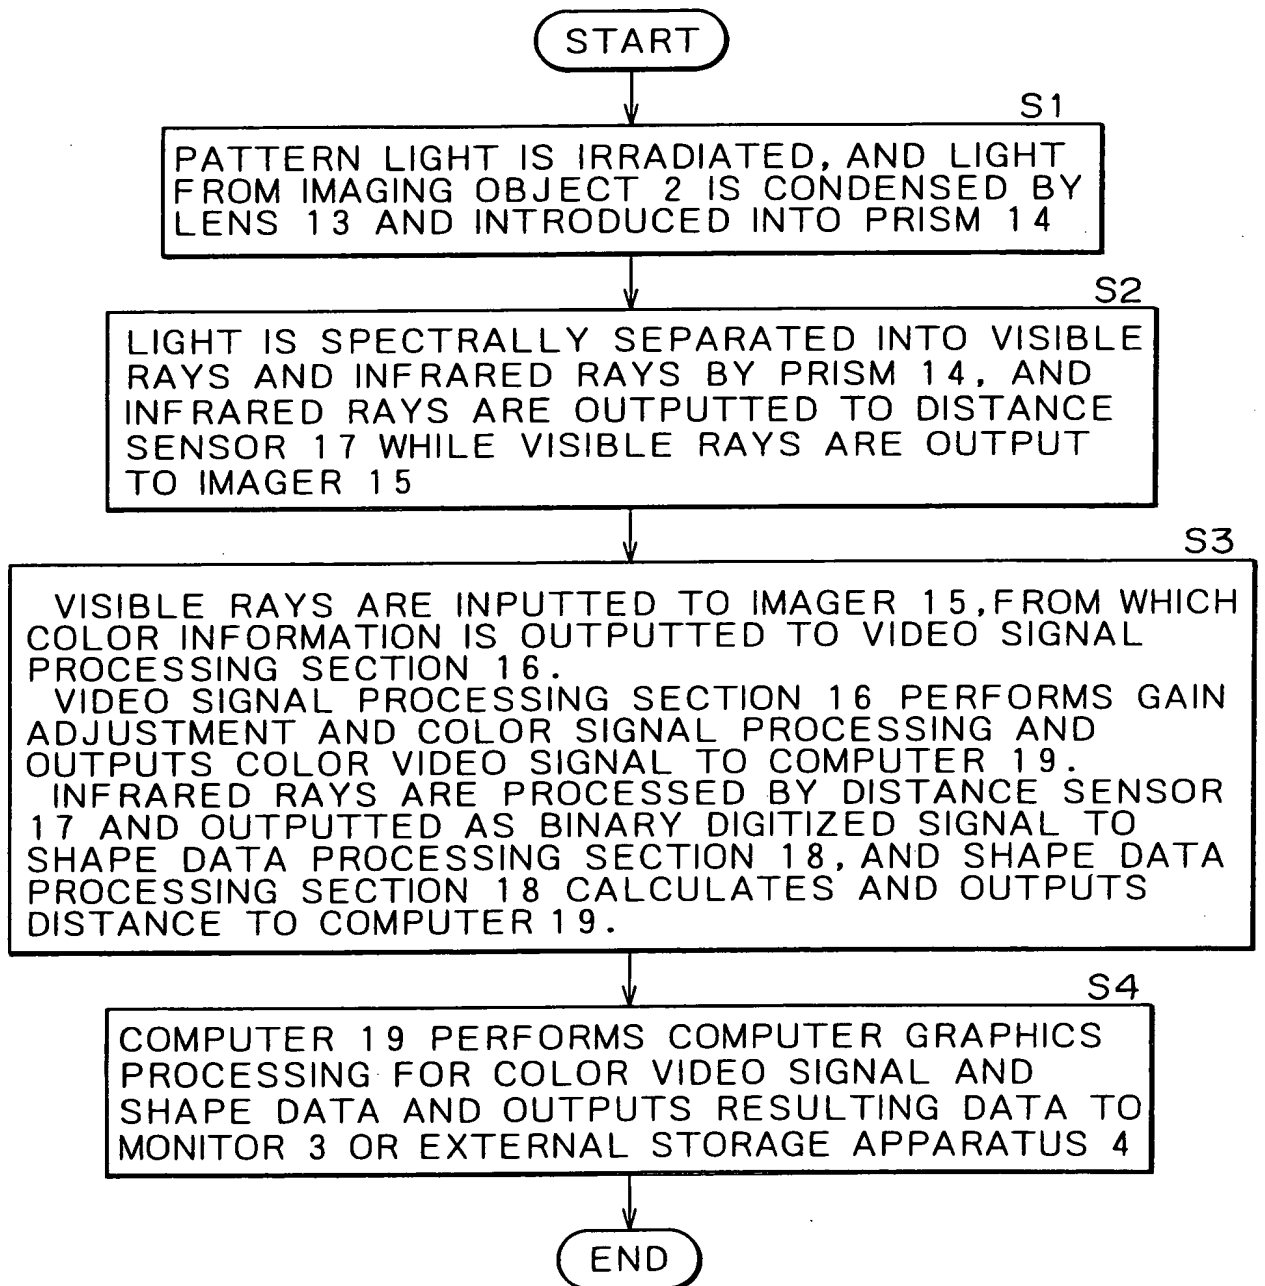 START
S1
PATTERN LIGHT IS IRRADIATED, AND LIGHT
FROM IMAGING OBJECT 2 IS CONDENSED BY
LENS 13 AND INTRODUCED INTO PRISM 14
S2
LIGHT IS SPECTRALLY SEPARATED INTO VISIBLE
RAYS AND INFRARED RAYS BY PRISM 14, AND
INFRARED RAYS ARE OUTPUTTED TO DISTANCE
SENSOR 17 WHILE VISIBLE RAYS ARE OUTPUT
TO IMAGER 15
S3
VISIBLE RAYS ARE INPUTTED TO IMAGER 15, FROM WHICH
COLOR INFORMATION IS OUTPUTTED TO VIDEO SIGNAL
PROCESSING SECTION 16.
VIDEO SIGNAL PROCESSING SECTION 16 PERFORMS GAIN
ADJUSTMENT AND COLOR SIGNAL PROCESSING AND
OUTPUTS COLOR VIDEO SIGNAL TO COMPUTER 19.
INFRARED RAYS ARE PROCESSED BY DISTANCE SENSOR
17 AND OUTPUTTED AS BINARY DIGITIZED SIGNAL TO
SHAPE DATA PROCESSING SECTION 18, AND SHAPE DATA
PROCESSING SECTION 18 CALCULATES AND OUTPUTS
DISTANCE TO COMPUTER 19.
S4
COMPUTER 19 PERFORMS COMPUTER GRAPHICS
PROCESSING FOR COLOR VIDEO SIGNAL AND
SHAPE DATA AND OUTPUTS RESULTING DATA TO
MONITOR 3 OR EXTERNAL STORAGE APPARATUS 4
END